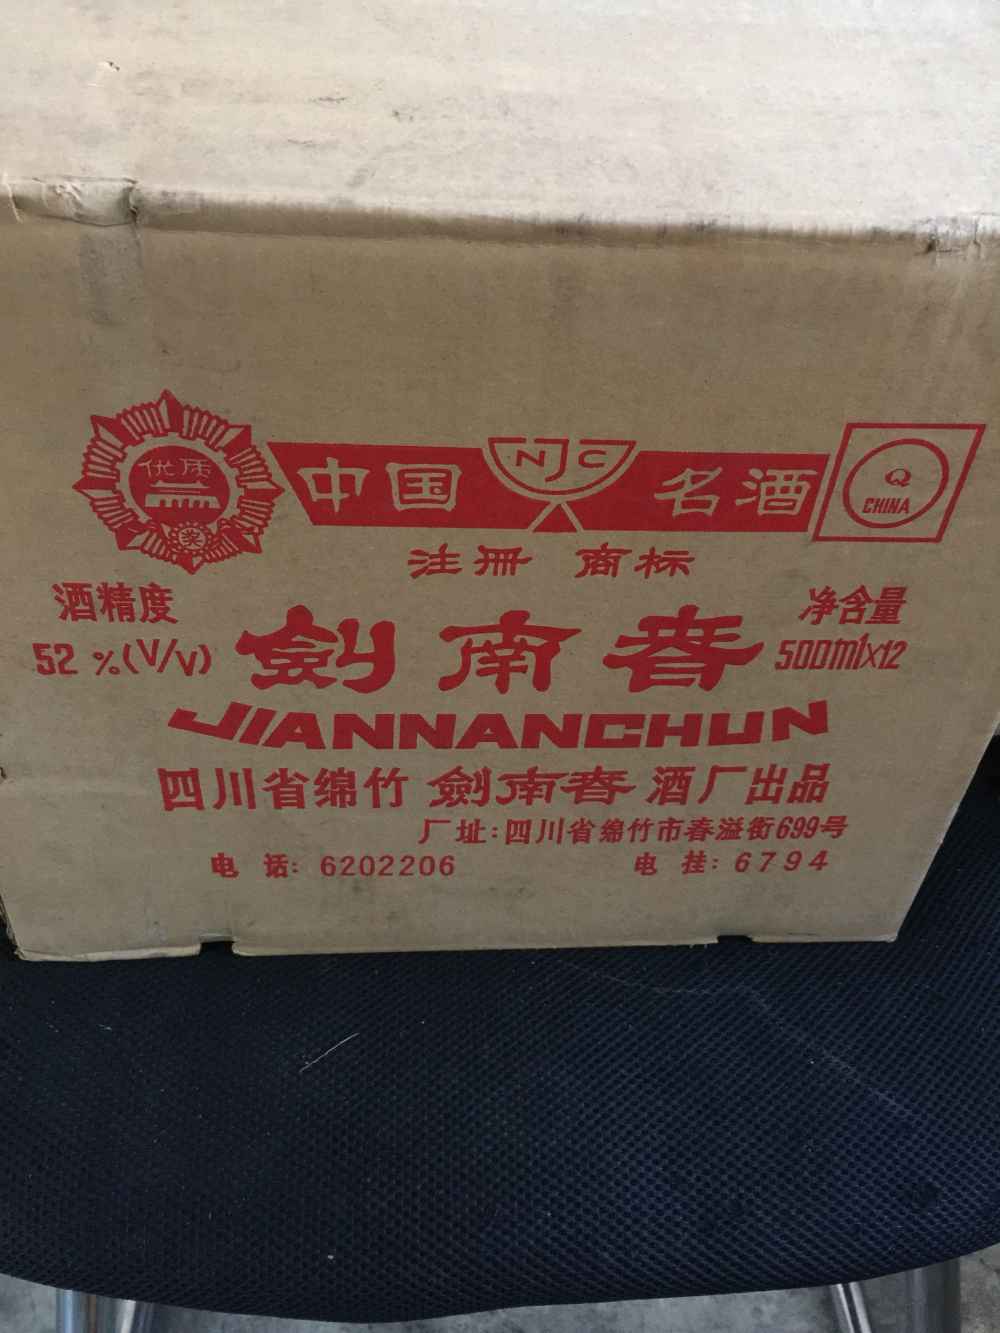 优质
奖
中国 NJC 名酒
Q
CHINA
注册 商标
酒精度
52 %(V/V)
剑南春
净含量
500ml×12
JIANNANCHUN
四川省绵竹剑南春酒厂出品
厂址:四川省绵竹市春溢街699号
电 话: 6202206
电 挂: 6794